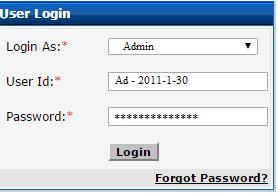 User Login
Login As:* Admin
User Id:* Ad - 2011-1-30
Password:* **************
Login
Forgot Password?